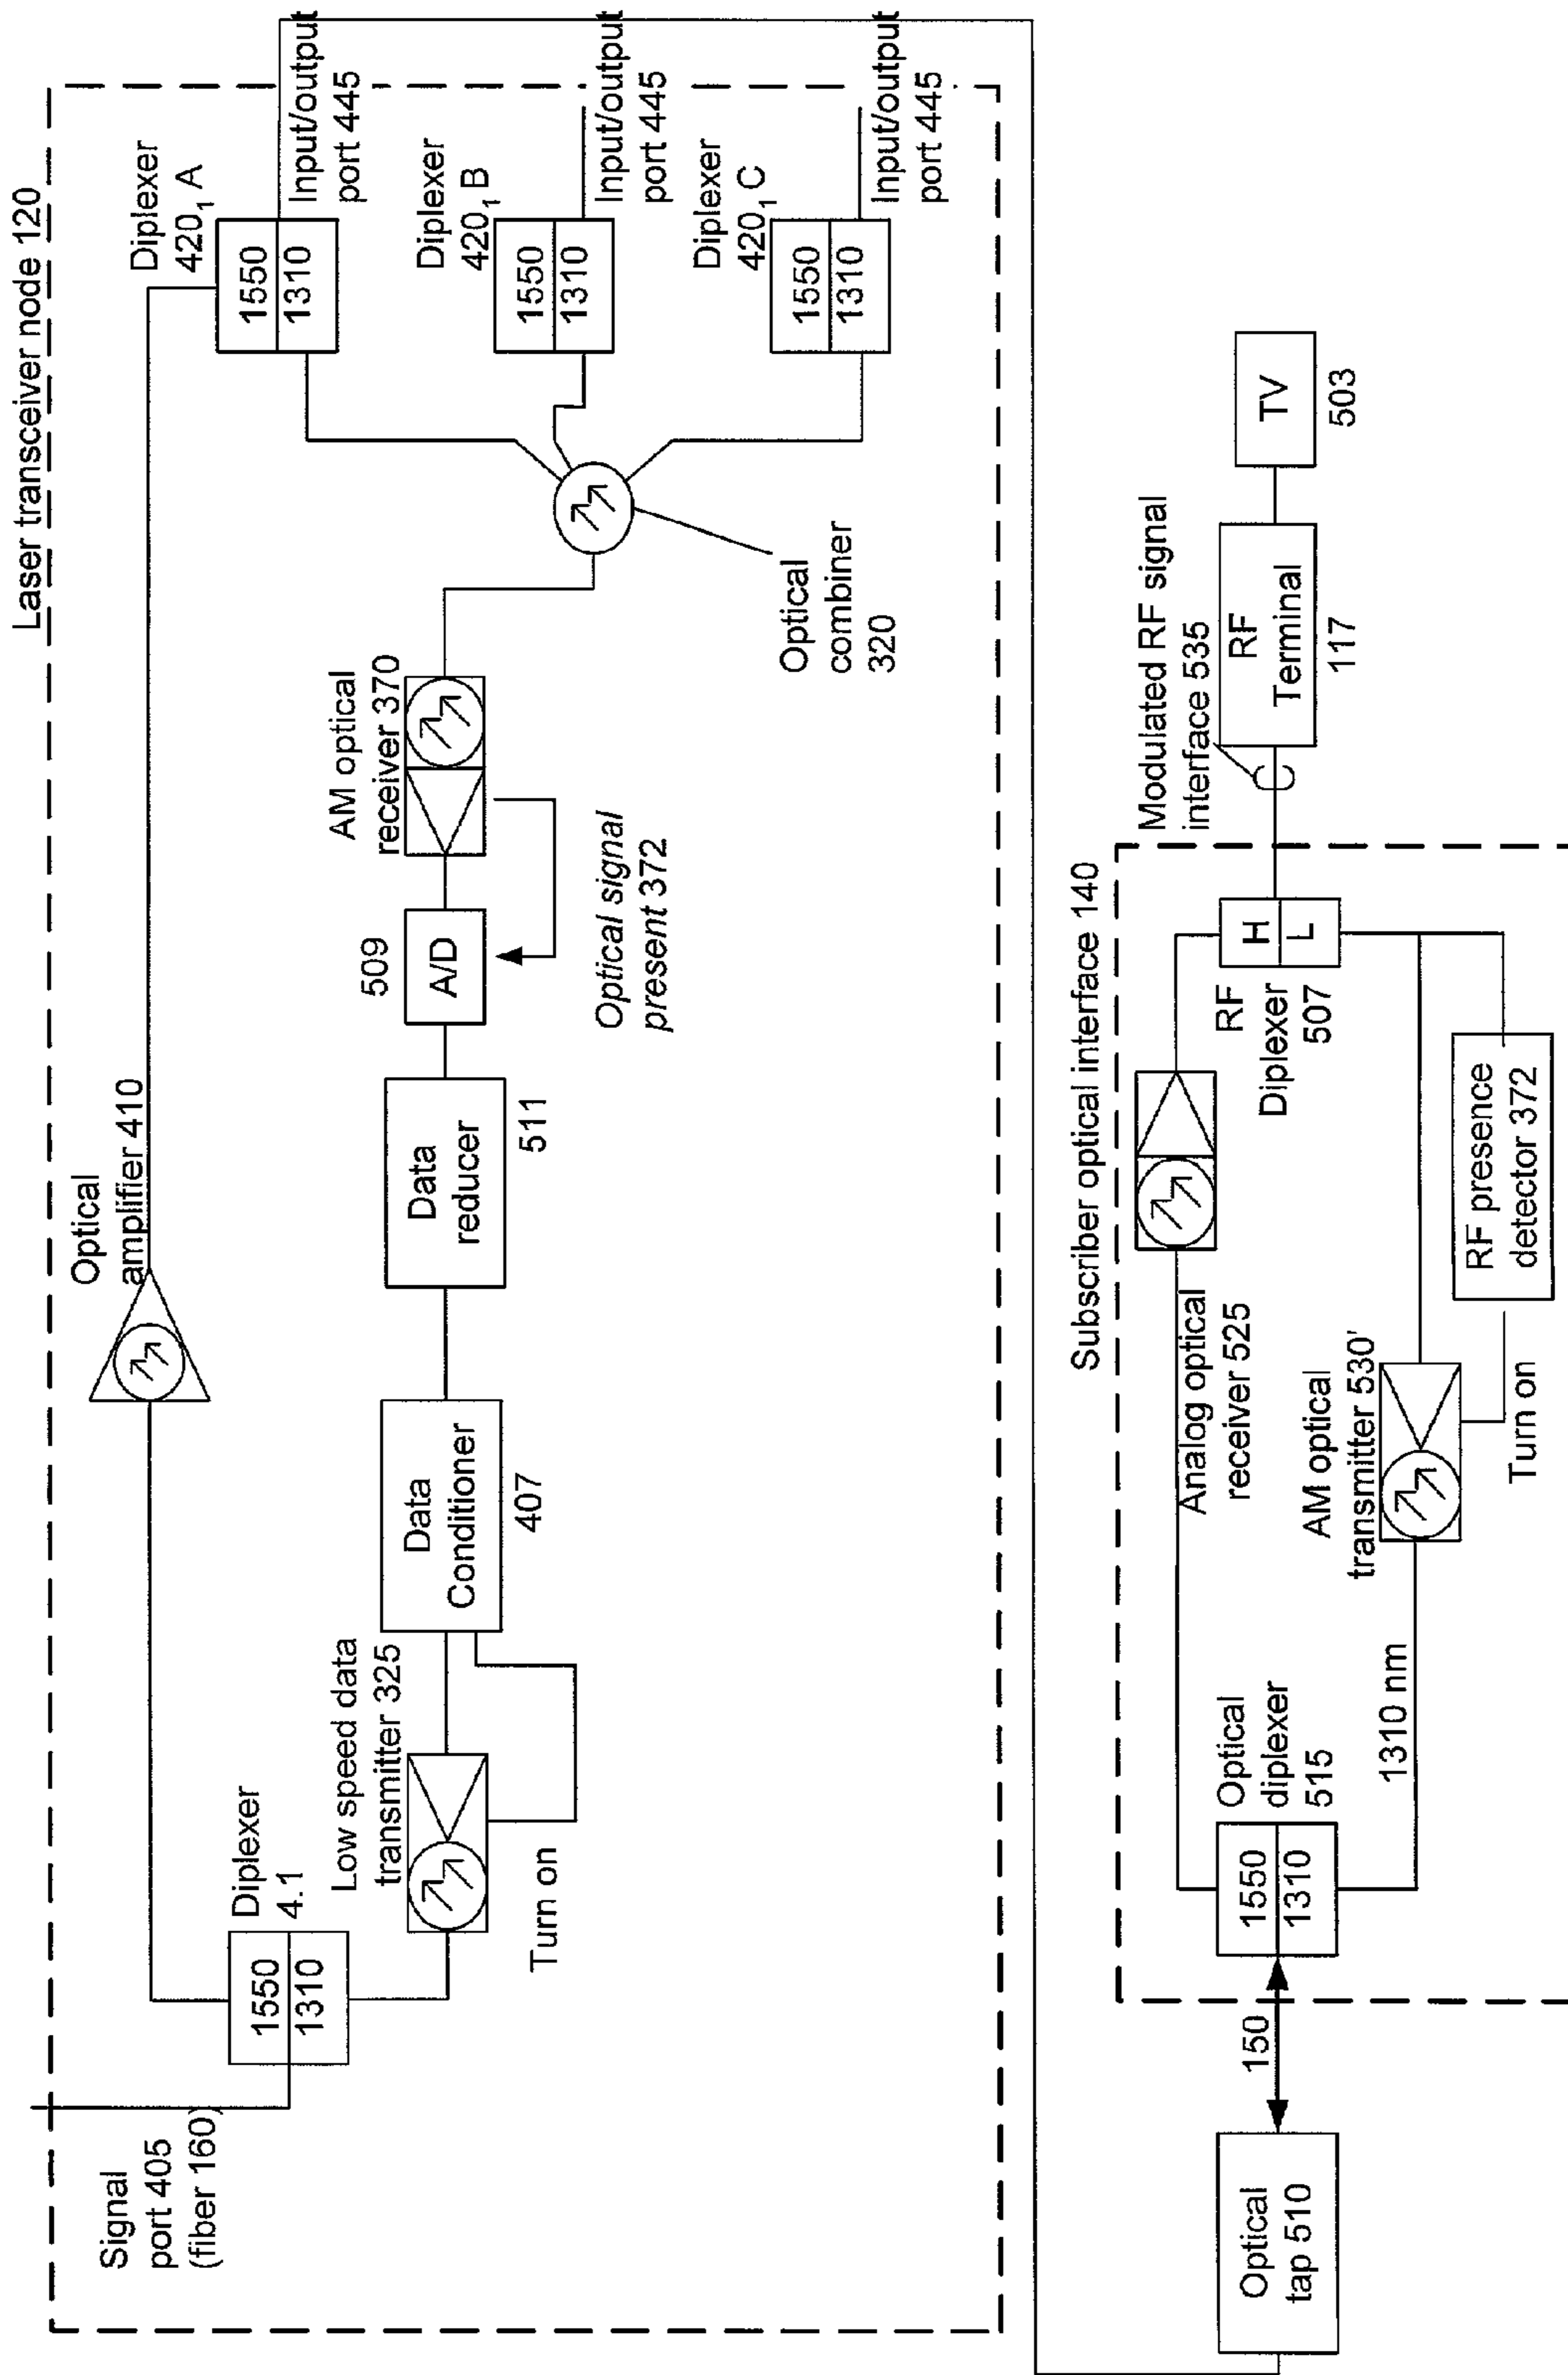 Laser transceiver node 120
Signal
port 405
(fiber 160)
Diplexer
4.1
1550
1310
Optical
amplifier 410
Low speed data
transmitter 325
Turn on
Data
Conditioner
407
Data
reducer
511
509
A/D
AM optical
receiver 370
Optical signal
present 372
Optical
combiner
320
Diplexer
420₁ A
1550
1310
Input/output
port 445
Diplexer
420₁ B
1550
1310
Input/output
port 445
Diplexer
420₁ C
1550
1310
Input/output
port 445
Subscriber optical interface 140
Optical
tap 510
150
1550
1310
Optical
diplexer
515
1310 nm
Analog optical
receiver 525
AM optical
transmitter 530'
Turn on
RF presence
detector 372
RF
Diplexer
507
H
L
Modulated RF signal
interface 535
RF
Terminal
117
TV
503